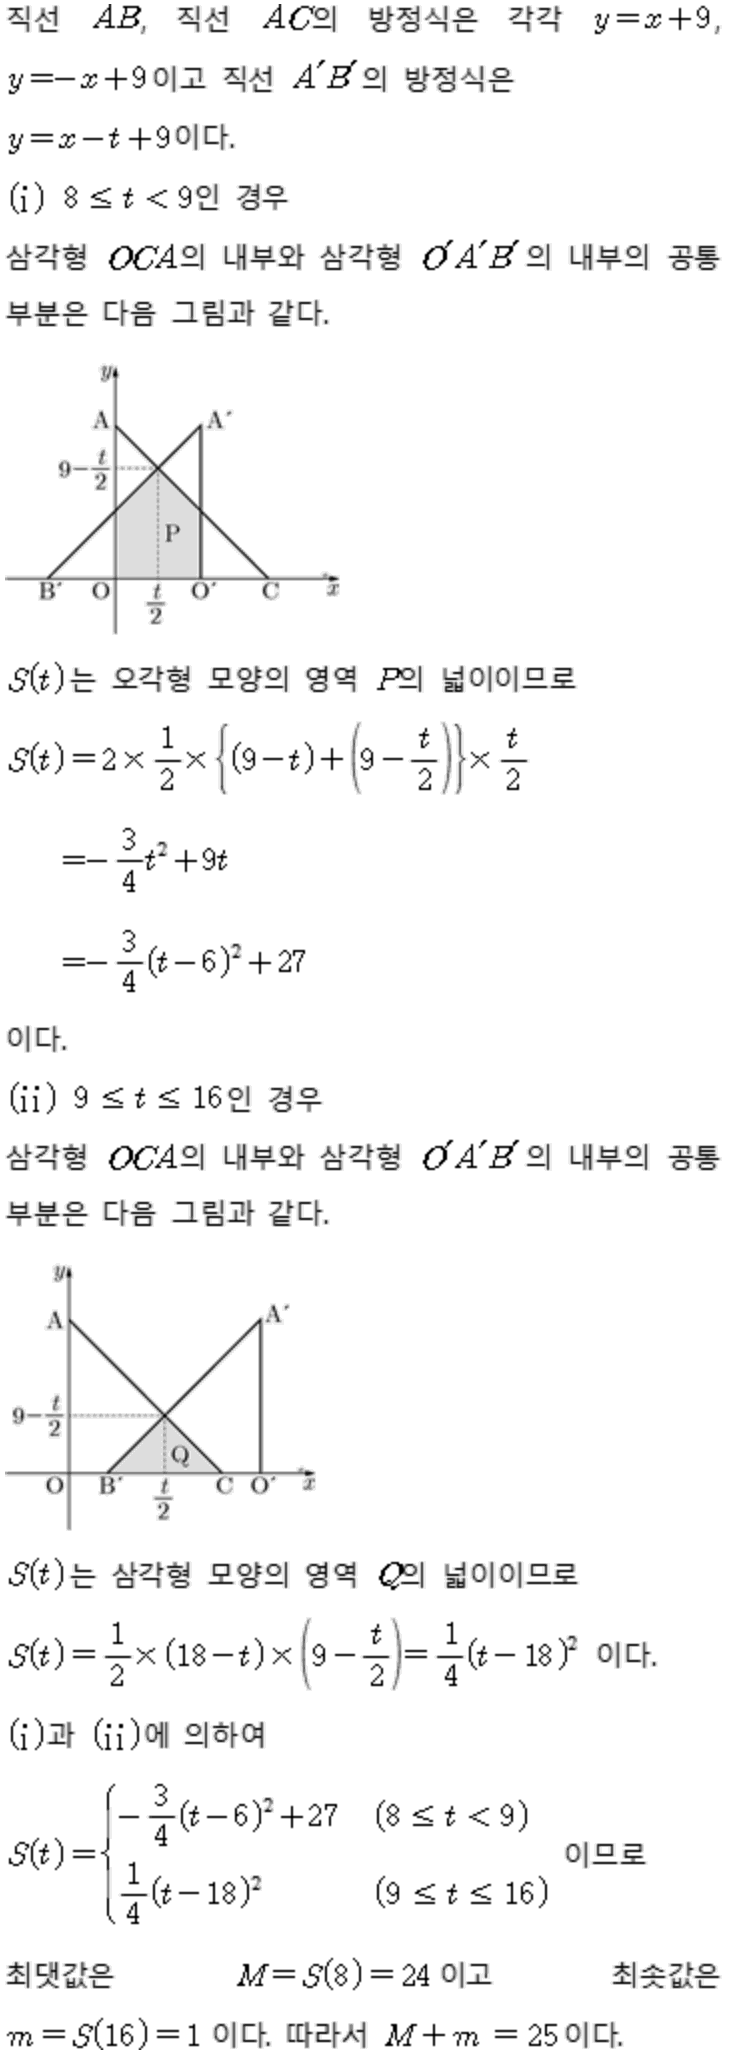 직선 AB, 직선 AC의 방정식은 각각 y=x+9,
y=-x+9이고 직선 A′B′의 방정식은
y=x-t+9이다.
(i) 8≤t<9인 경우
삼각형 OCA의 내부와 삼각형 O′A′B′의 내부의 공통
부분은 다음 그림과 같다.
y
A A′
9-t/2
P
B′ O t/2 O′ C x
S(t)는 오각형 모양의 영역 P의 넓이이므로
S(t)=2×1/2×{(9-t)+(9-t/2)}×t/2
=-3/4t²+9t
=-3/4(t-6)²+27
이다.
(ii) 9≤t≤16인 경우
삼각형 OCA의 내부와 삼각형 O′A′B′의 내부의 공통
부분은 다음 그림과 같다.
y
A A′
9-t/2
Q
O B′ t/2 C O′ x
S(t)는 삼각형 모양의 영역 Q의 넓이이므로
S(t)=1/2×(18-t)×(9-t/2)=1/4(t-18)² 이다.
(i)과 (ii)에 의하여
S(t)={-3/4(t-6)²+27 (8≤t<9)
1/4(t-18)² (9≤t≤16) 이므로
최댓값은 M=S(8)=24 이고 최솟값은
m=S(16)=1 이다. 따라서 M+m=25이다.